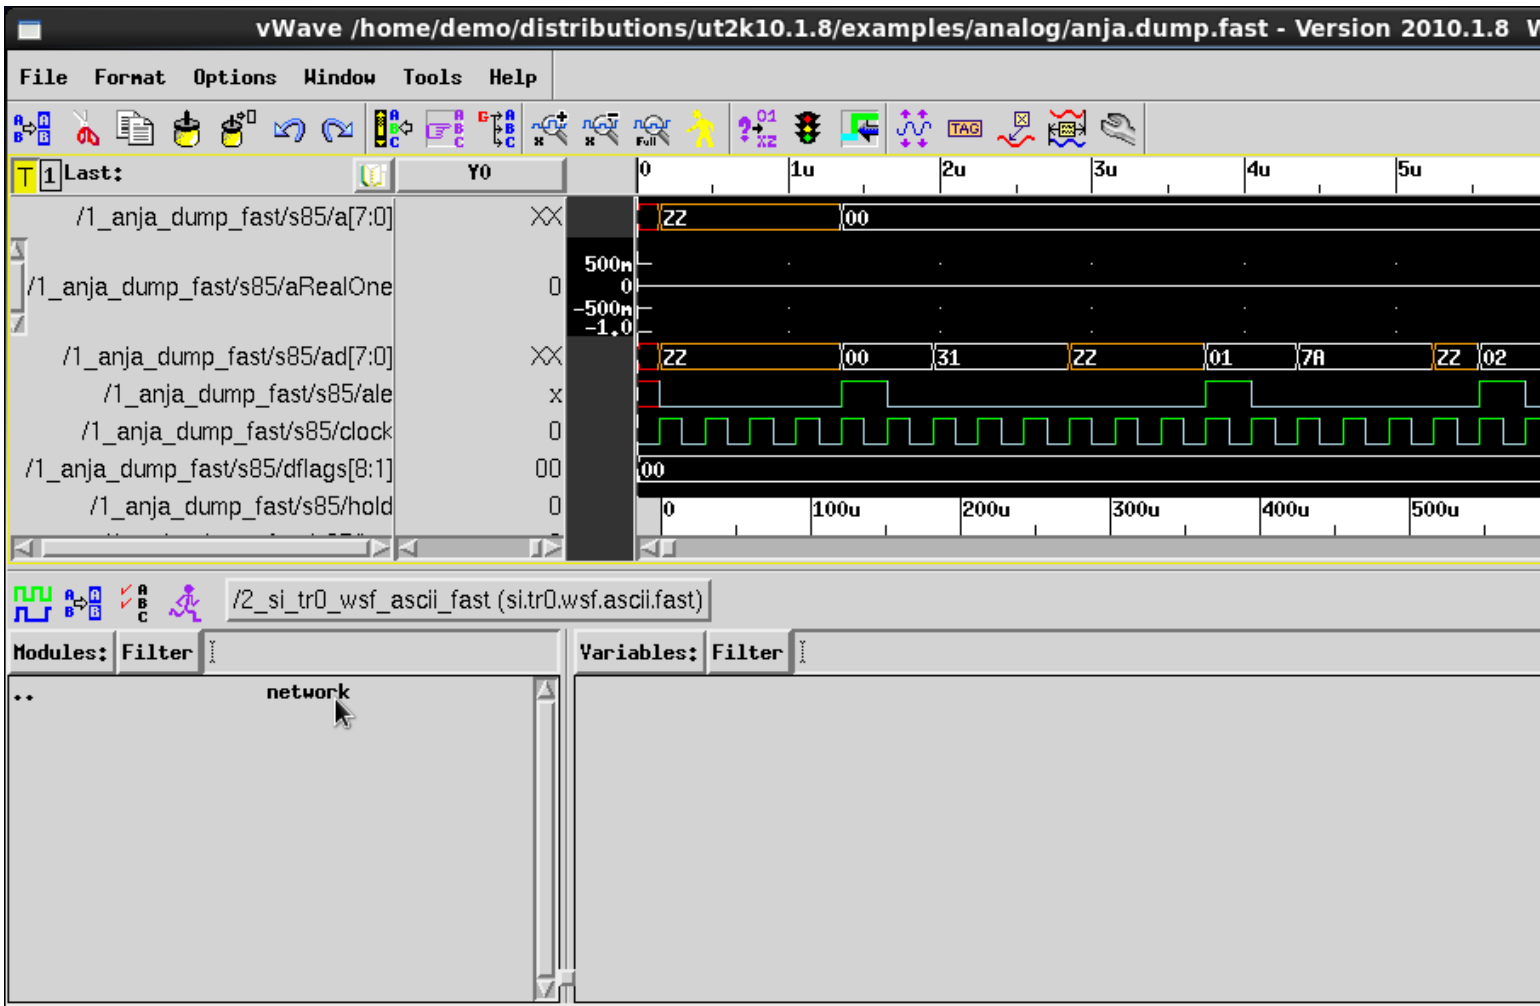 vWave /home/demo/distributions/ut2k10.1.8/examples/analog/anja.dump.fast - Version 2010.1.8
File Format Options Window Tools Help
T 1 Last: Y0 0 1u 2u 3u 4u 5u
/1_anja_dump_fast/s85/a[7:0] XX ZZ 00
500m
/1_anja_dump_fast/s85/aRealOne 0 0
-500m
-1.0
/1_anja_dump_fast/s85/ad[7:0] XX ZZ 00 31 ZZ 01 7A ZZ 02
/1_anja_dump_fast/s85/ale x
/1_anja_dump_fast/s85/clock 0
/1_anja_dump_fast/s85/dflags[8:1] 00 00
/1_anja_dump_fast/s85/hold 0 0 100u 200u 300u 400u 500u
/2_si_tr0_wsf_ascii_fast (si.tr0.wsf.ascii.fast)
Modules: Filter Variables: Filter
.. network